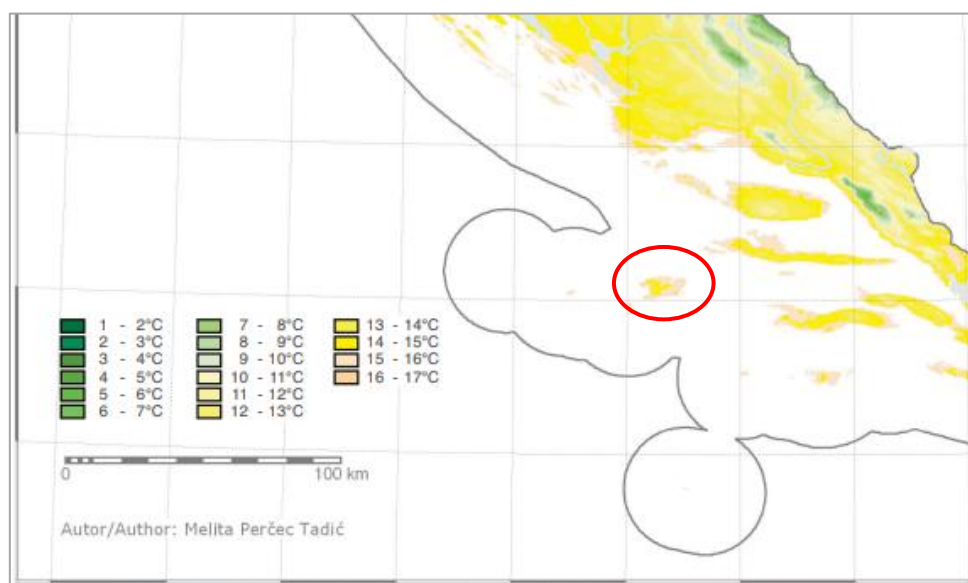 1 - 2°C
2 - 3°C
3 - 4°C
4 - 5°C
5 - 6°C
6 - 7°C
7 - 8°C
8 - 9°C
9 - 10°C
10 - 11°C
11 - 12°C
12 - 13°C
13 - 14°C
14 - 15°C
15 - 16°C
16 - 17°C
0 100 km
Autor/Author: Melita Perčec Tadić